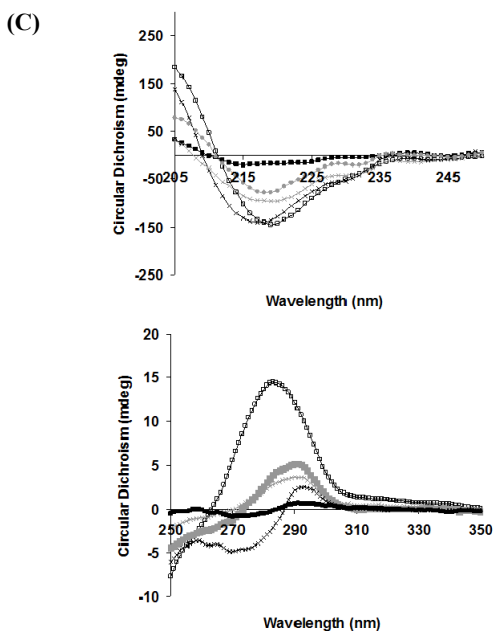 (C)
Circular Dichroism (mdeg)
250
150
50
-50
-150
-250
205 215 225 235 245
Wavelength (nm)
Circular Dichroism (mdeg)
20
15
10
5
0
-5
-10
250 270 290 310 330 350
Wavelength (nm)